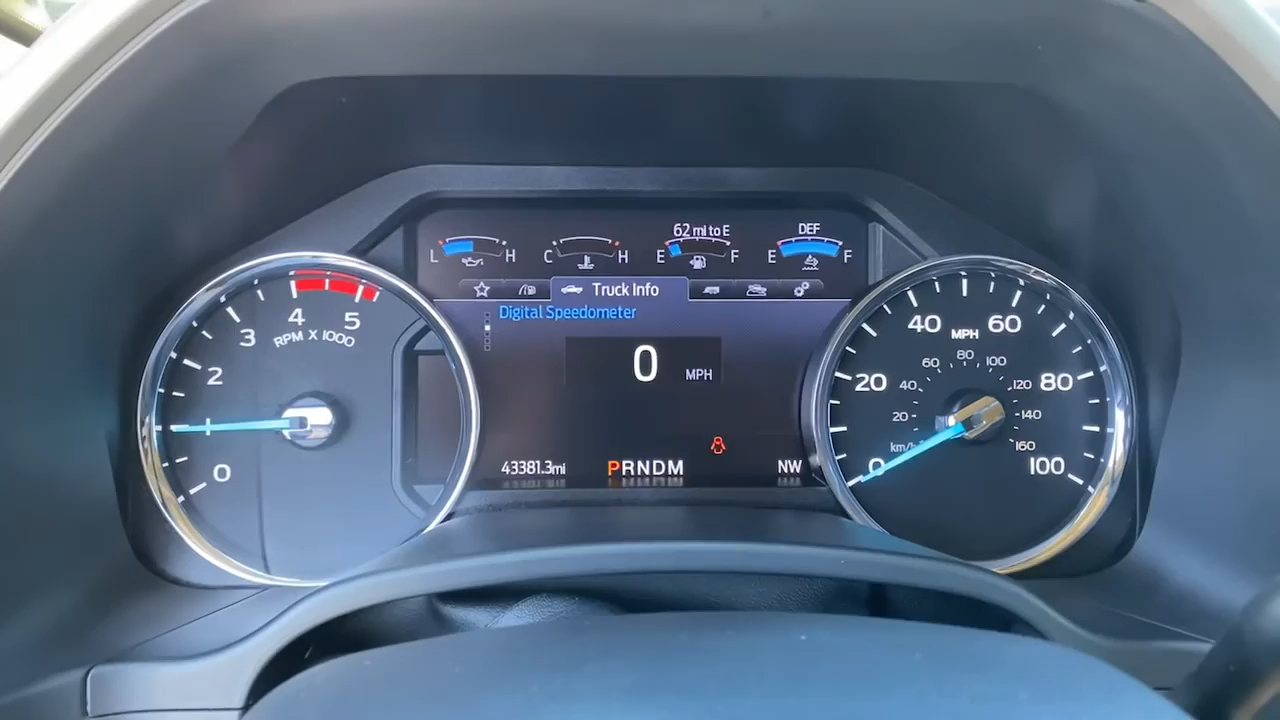 62 mi to E
DEF
L H
C H
E F
E F
Truck Info
Digital Speedometer
0 MPH
43381.3mi
PRNDM
NW
0
2
3
4
5
RPM X 1000
0
20
40
60
80
100
MPH
km/h
20
40
60
80
100
120
140
160